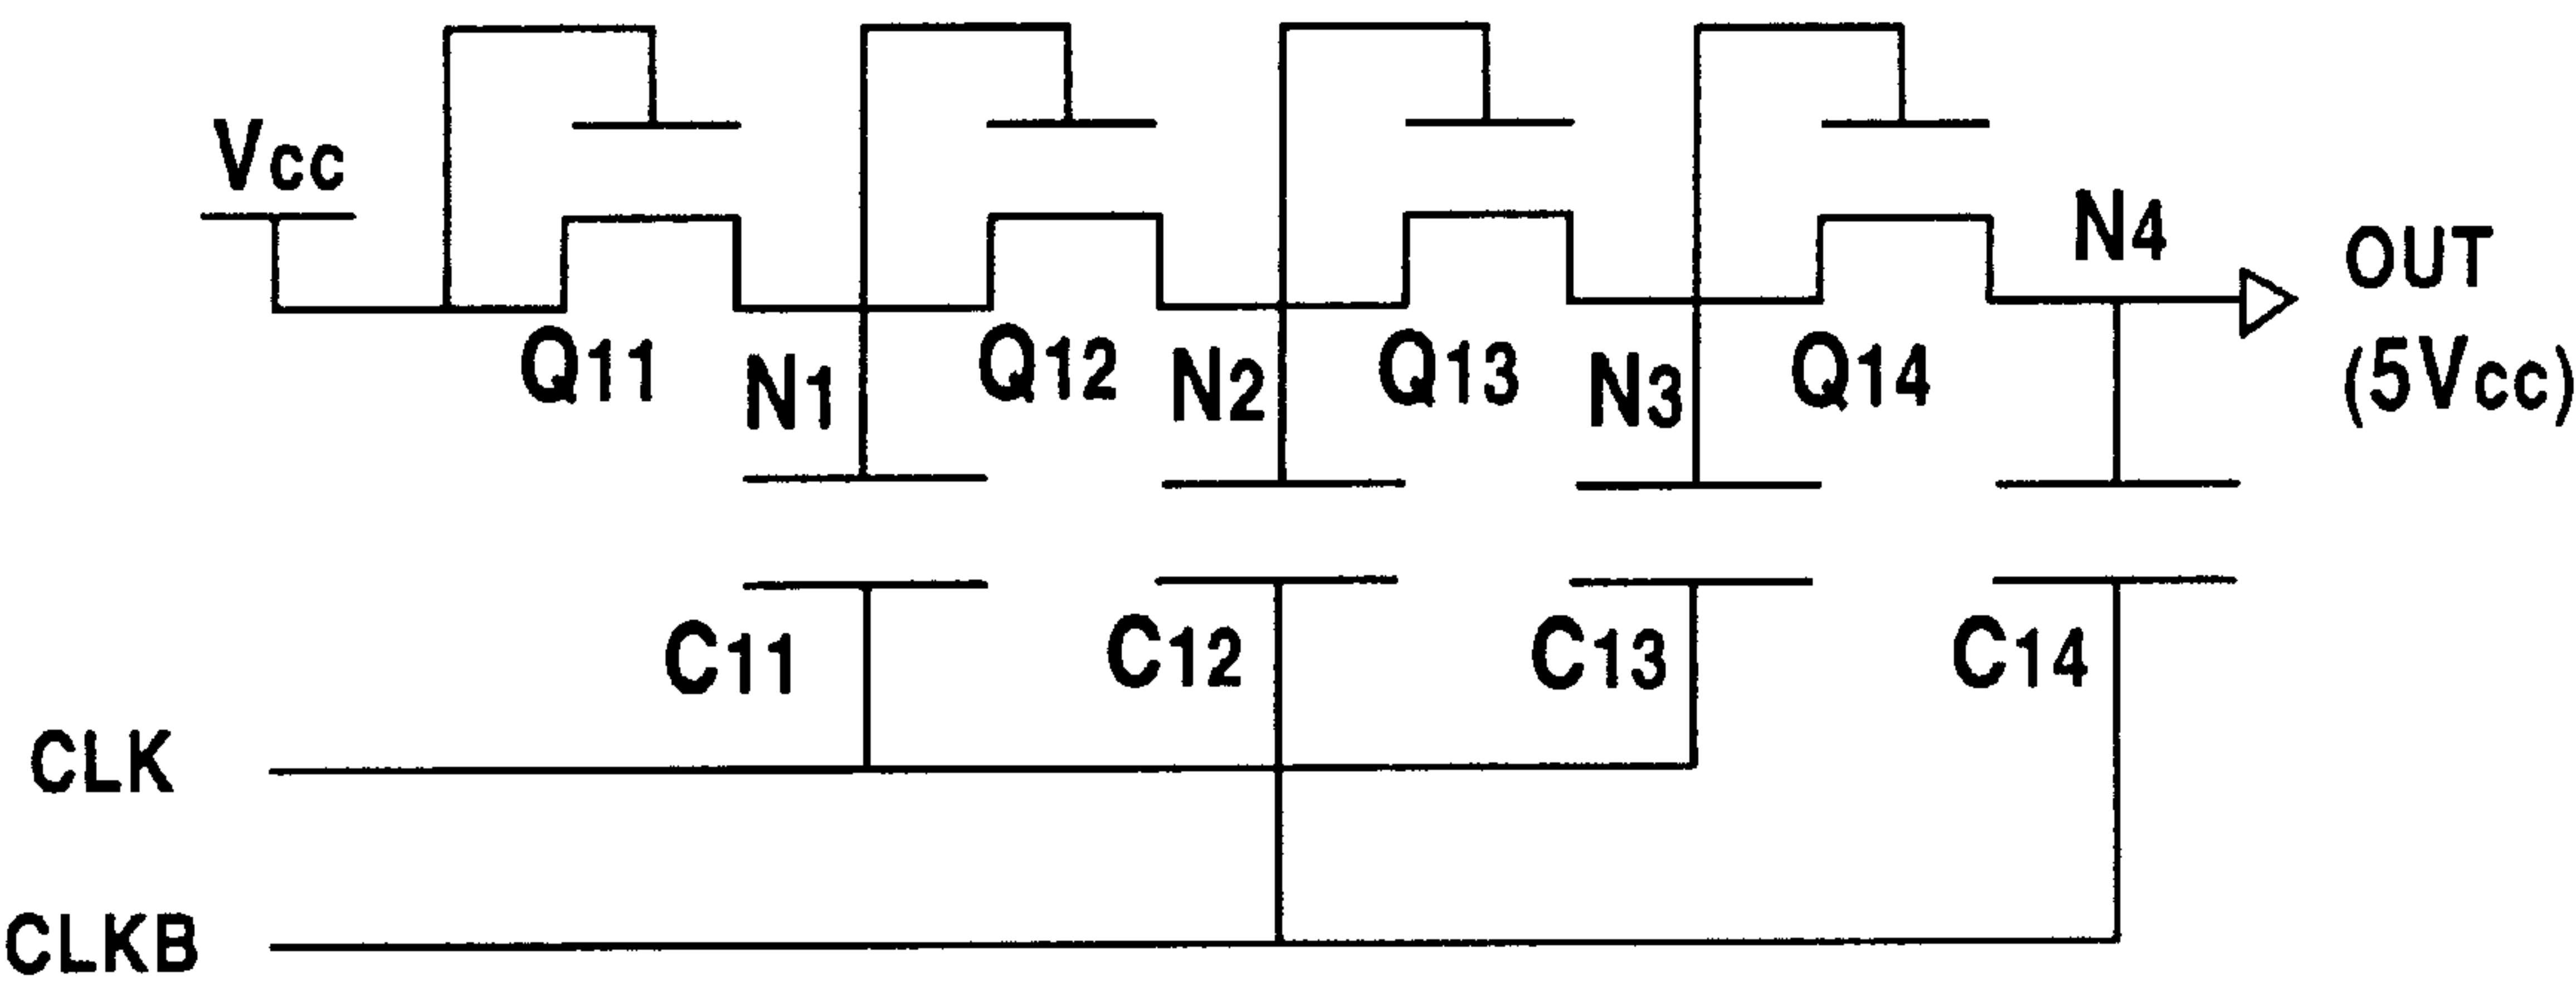 Vcc
N4
OUT
(5Vcc)
Q11
N1
Q12
N2
Q13
N3
Q14
C11
C12
C13
C14
CLK
CLKB